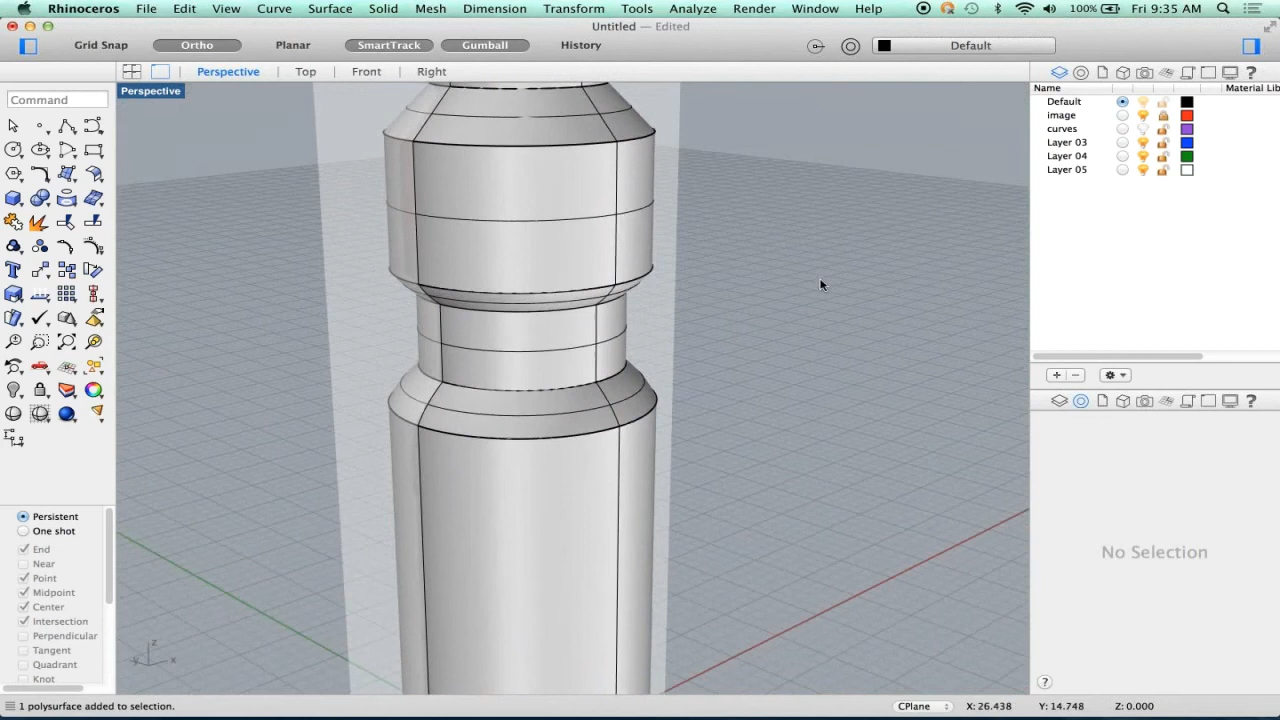 Rhinoceros File Edit View Curve Surface Solid Mesh Dimension Transform Tools Analyze Render Window Help 100% Fri 9:35 AM
Untitled — Edited
Grid Snap Ortho Planar SmartTrack Gumball History Default
Perspective Top Front Right
Perspective
Command
Name Material Lib
Default
image
curves
Layer 03
Layer 04
Layer 05
No Selection
Persistent
One shot
End
Near
Point
Midpoint
Center
Intersection
Perpendicular
Tangent
Quadrant
Knot
z
y x
1 polysurface added to selection. CPlane X: 26.438 Y: 14.748 Z: 0.000